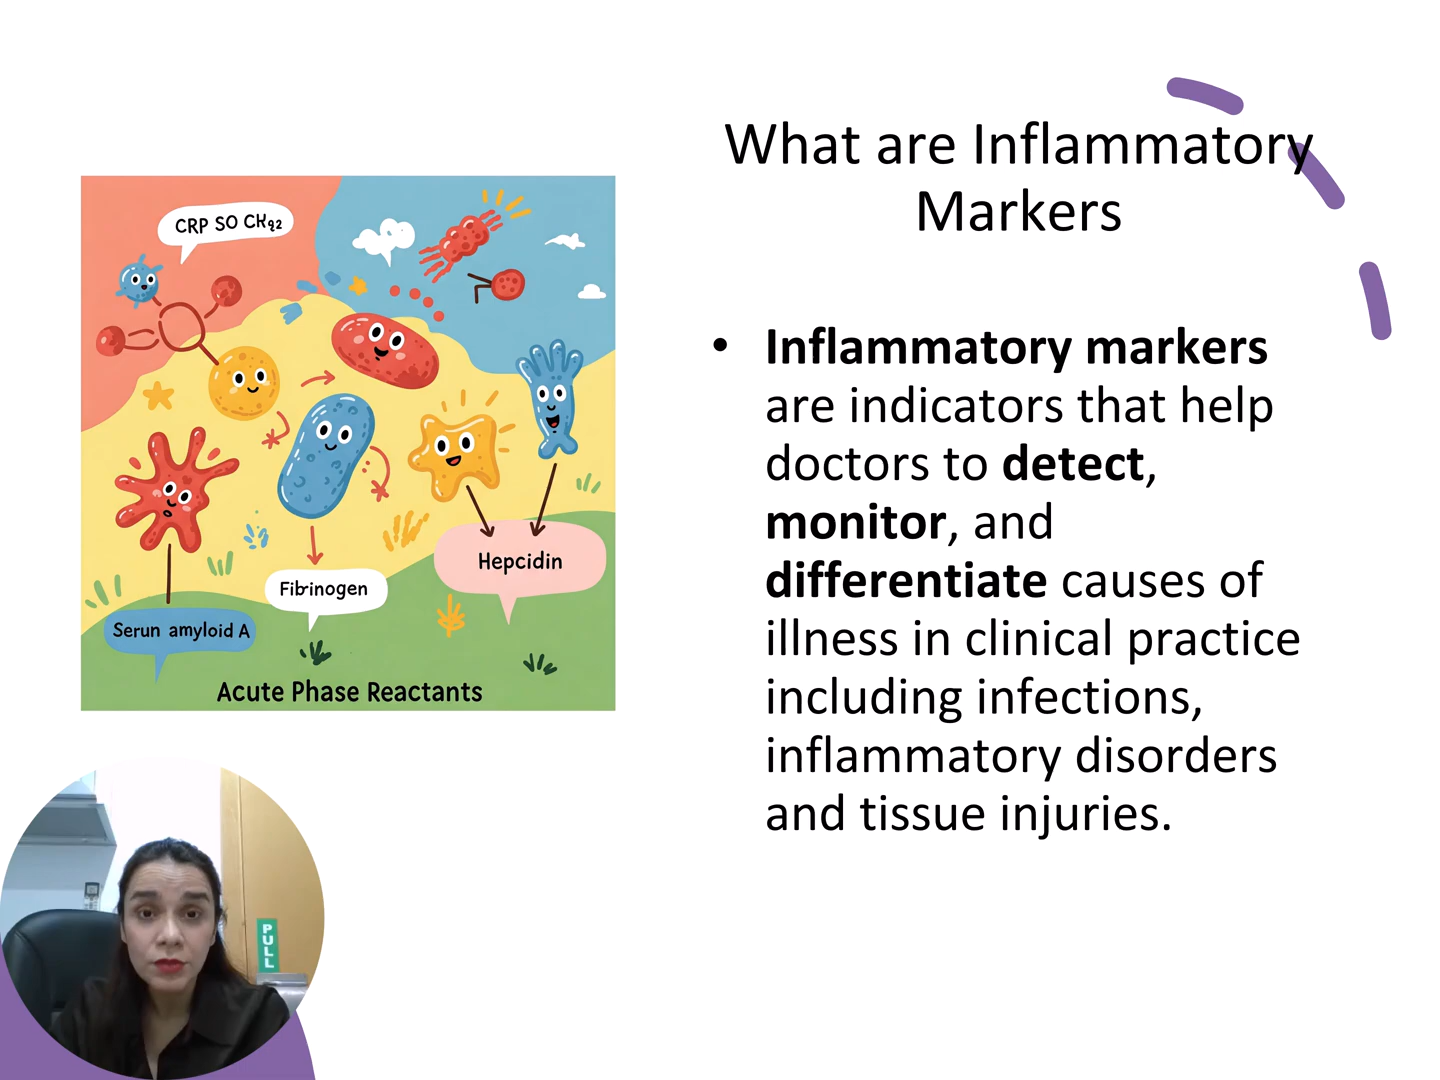 What are Inflammatory
Markers
CRP SO CH92
Fibrinogen
Hepcidin
Serun amyloid A
Acute Phase Reactants
• Inflammatory markers
are indicators that help
doctors to detect,
monitor, and
differentiate causes of
illness in clinical practice
including infections,
inflammatory disorders
and tissue injuries.
PULL